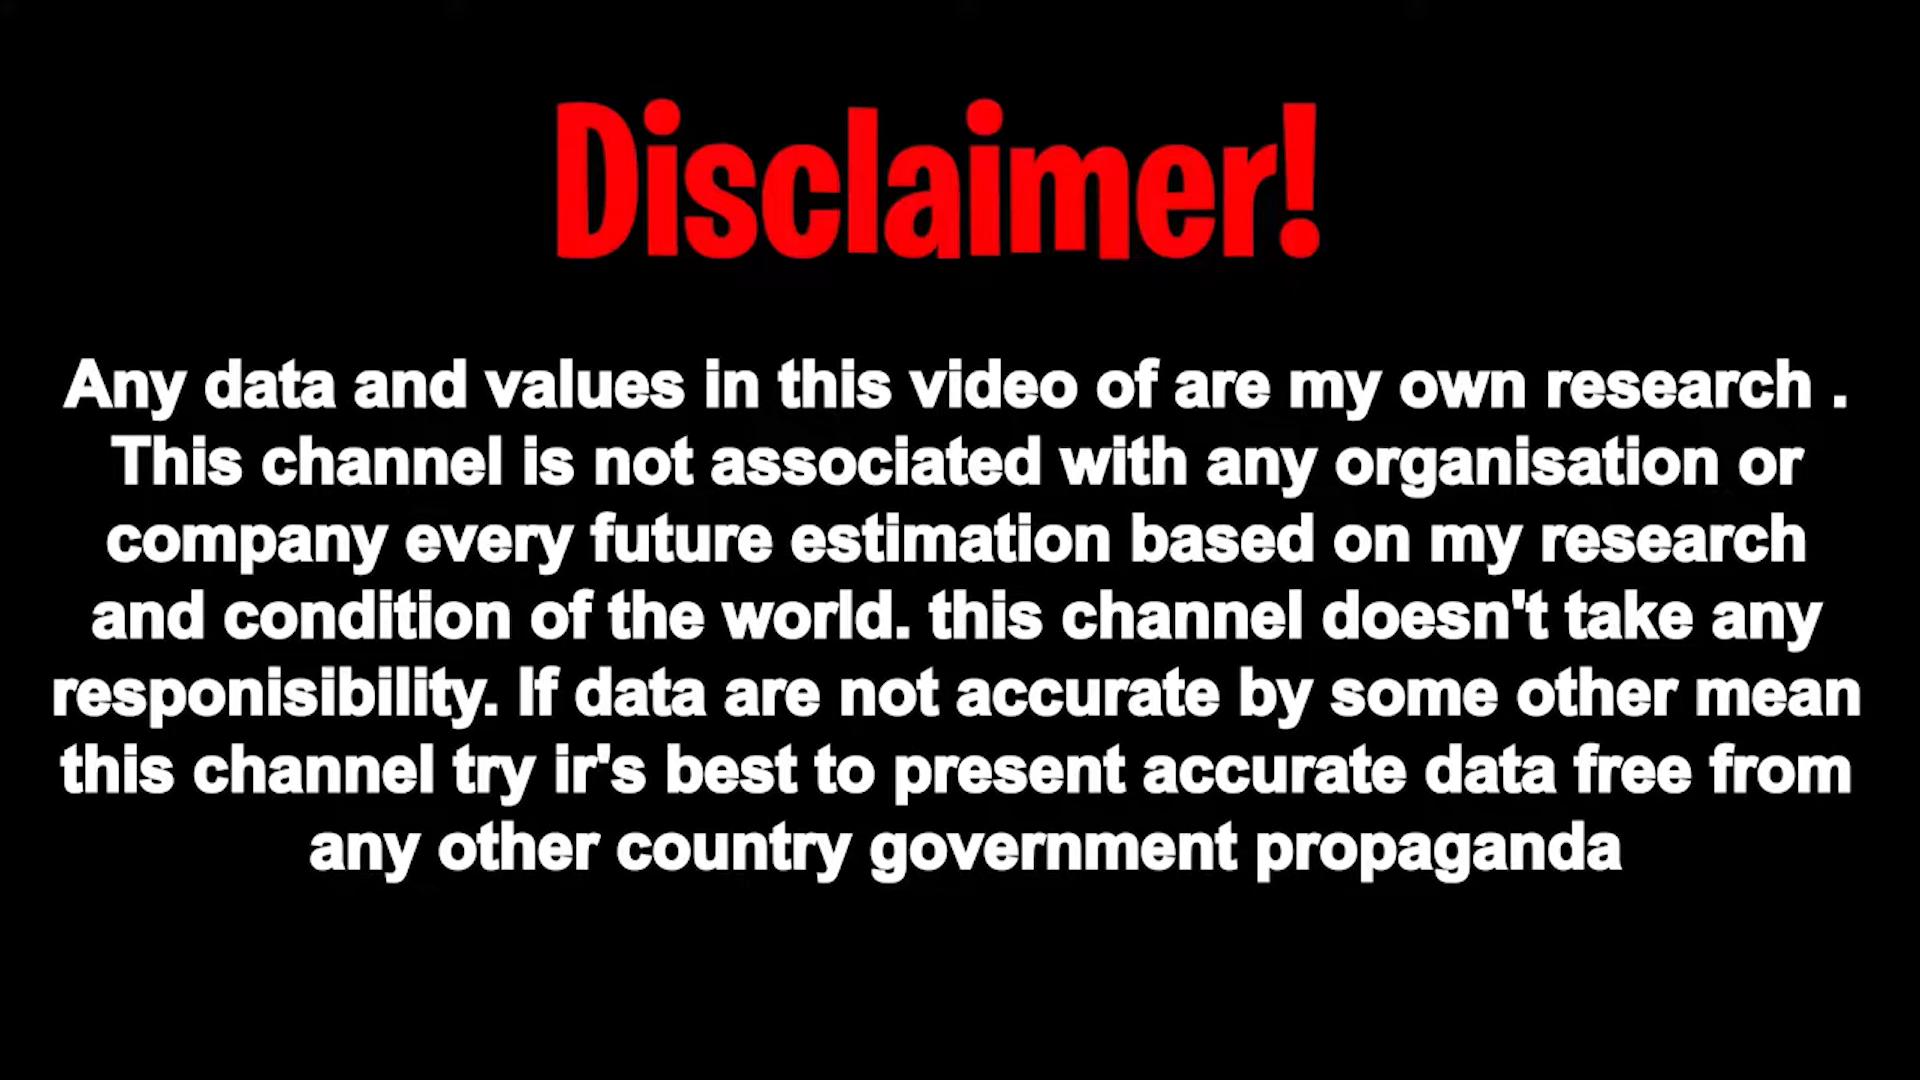 Disclaimer!
Any data and values in this video of are my own research .
This channel is not associated with any organisation or
company every future estimation based on my research
and condition of the world. this channel doesn't take any
responisibility. If data are not accurate by some other mean
this channel try ir's best to present accurate data free from
any other country government propaganda